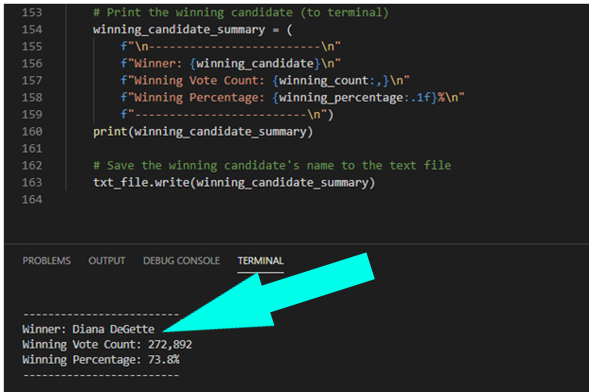 153 # Print the winning candidate (to terminal)
154 winning_candidate_summary = (
155 f"\n-------------------------\n"
156 f"Winner: {winning_candidate}\n"
157 f"Winning Vote Count: {winning_count:,}\n"
158 f"Winning Percentage: {winning_percentage:.1f}%\n"
159 f"-------------------------\n")
160 print(winning_candidate_summary)
161
162 # Save the winning candidate's name to the text file
163 txt_file.write(winning_candidate_summary)
164
PROBLEMS OUTPUT DEBUG CONSOLE TERMINAL
-------------------------
Winner: Diana DeGette
Winning Vote Count: 272,892
Winning Percentage: 73.8%
-------------------------